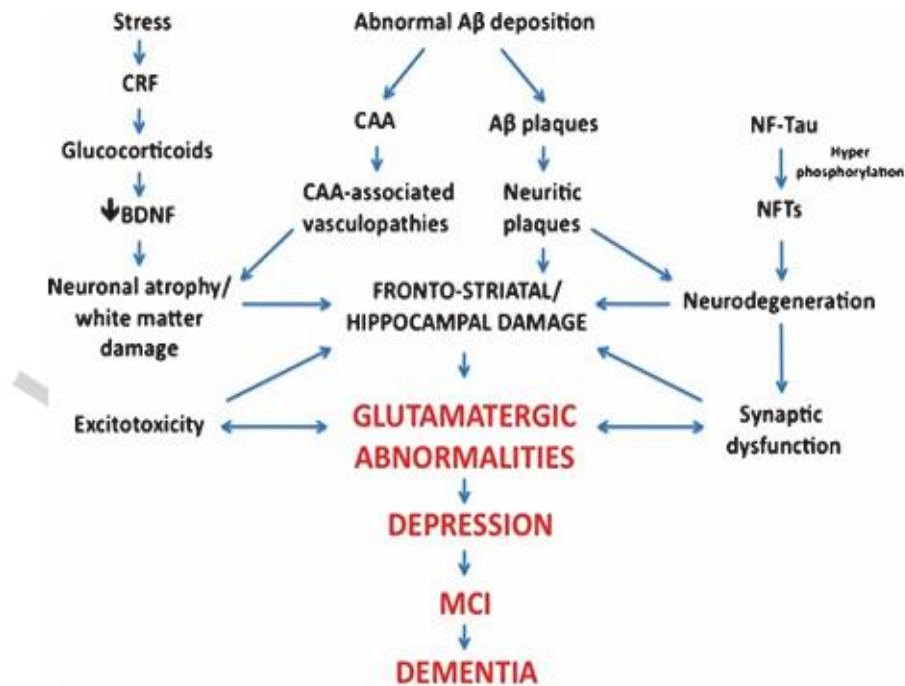 Stress
Abnormal Aβ deposition
CRF
CAA
Aβ plaques
NF-Tau
Glucocorticoids
Hyper
phosphorylation
🡇BDNF
CAA-associated
vasculopathies
Neuritic
plaques
NFTs
Neuronal atrophy/
white matter
damage
FRONTO-STRIATAL/
HIPPOCAMPAL DAMAGE
Neurodegeneration
Excitotoxicity
GLUTAMATERGIC
ABNORMALITIES
Synaptic
dysfunction
DEPRESSION
MCI
DEMENTIA